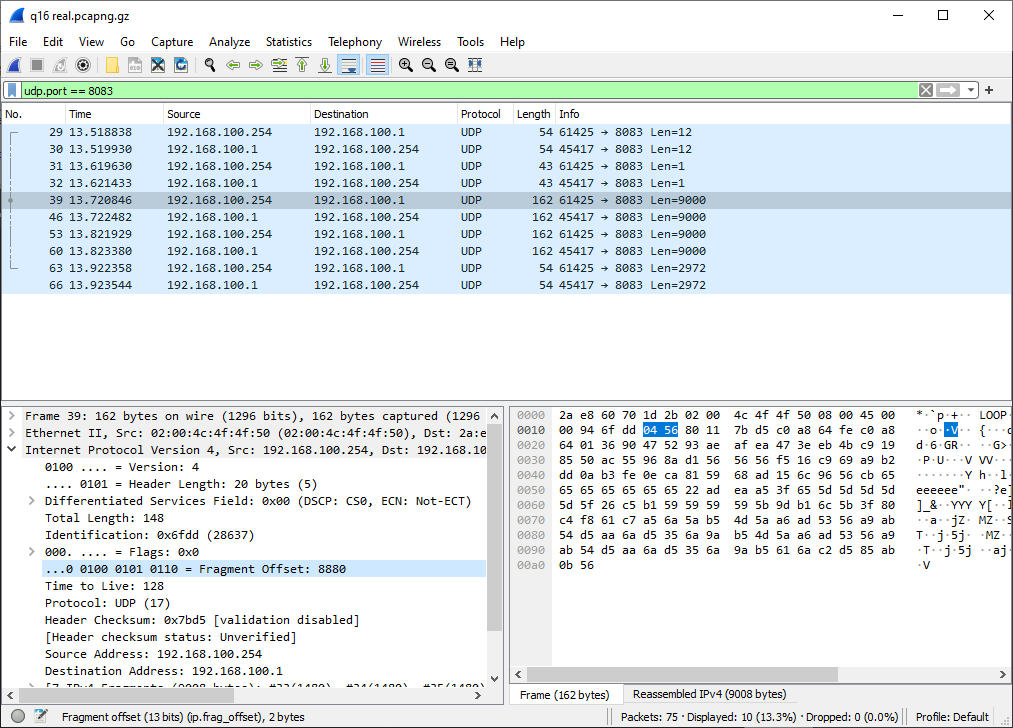 q16 real.pcapng.gz
File Edit View Go Capture Analyze Statistics Telephony Wireless Tools Help
udp.port == 8083
No. Time Source Destination Protocol Length Info
29 13.518838 192.168.100.254 192.168.100.1 UDP 54 61425 → 8083 Len=12
30 13.519930 192.168.100.1 192.168.100.254 UDP 54 45417 → 8083 Len=12
31 13.619630 192.168.100.254 192.168.100.1 UDP 43 61425 → 8083 Len=1
32 13.621433 192.168.100.1 192.168.100.254 UDP 43 45417 → 8083 Len=1
39 13.720846 192.168.100.254 192.168.100.1 UDP 162 61425 → 8083 Len=9000
46 13.722482 192.168.100.1 192.168.100.254 UDP 162 45417 → 8083 Len=9000
53 13.821929 192.168.100.254 192.168.100.1 UDP 162 61425 → 8083 Len=9000
60 13.823380 192.168.100.1 192.168.100.254 UDP 162 45417 → 8083 Len=9000
63 13.922358 192.168.100.254 192.168.100.1 UDP 54 61425 → 8083 Len=2972
66 13.923544 192.168.100.1 192.168.100.254 UDP 54 45417 → 8083 Len=2972
Frame 39: 162 bytes on wire (1296 bits), 162 bytes captured (1296
Ethernet II, Src: 02:00:4c:4f:4f:50 (02:00:4c:4f:4f:50), Dst: 2a:e
Internet Protocol Version 4, Src: 192.168.100.254, Dst: 192.168.10
0100 .... = Version: 4
.... 0101 = Header Length: 20 bytes (5)
Differentiated Services Field: 0x00 (DSCP: CS0, ECN: Not-ECT)
Total Length: 148
Identification: 0x6fdd (28637)
000. .... = Flags: 0x0
...0 0100 0101 0110 = Fragment Offset: 8880
Time to Live: 128
Protocol: UDP (17)
Header Checksum: 0x7bd5 [validation disabled]
[Header checksum status: Unverified]
Source Address: 192.168.100.254
Destination Address: 192.168.100.1
0000 2a e8 60 70 1d 2b 02 00 4c 4f 4f 50 08 00 45 00 *·`p·+·· LOOP
0010 00 94 6f dd 04 56 80 11 7b d5 c0 a8 64 fe c0 a8 ··o··V·· {···d
0020 64 01 36 90 47 52 93 ae af ea 47 3e eb 4b c9 19 d·6·GR·· ··G>
0030 85 50 ac 55 96 8a d1 56 56 56 f5 16 c9 69 a9 b2 ·P·U···V VV··
0040 dd 0a b3 fe 0e ca 81 59 68 ad 15 6c 96 56 cb 65 ·······Y h··l
0050 65 65 65 65 65 65 22 ad ea a5 3f 65 5d 5d 5d 5d eeeeee"· ··?e]
0060 5d 5f 26 c5 b1 59 59 59 59 5b 9d b1 6c 5b 3f 80 ]_&··YYY Y[··l
0070 c4 f8 61 c7 a5 6a 5a b5 4d 5a a6 ad 53 56 a9 ab ··a··jZ· MZ··S
0080 54 d5 aa 6a d5 35 6a 9a b5 4d 5a a6 ad 53 56 a9 T··j·5j· ·MZ··
0090 ab 54 d5 aa 6a d5 35 6a 9a b5 61 6a c2 d5 85 ab ·T··j·5j ··aj·
00a0 0b 56 ·V
Frame (162 bytes) Reassembled IPv4 (9008 bytes)
Fragment offset (13 bits) (ip.frag_offset), 2 bytes Packets: 75 · Displayed: 10 (13.3%) · Dropped: 0 (0.0%) Profile: Default